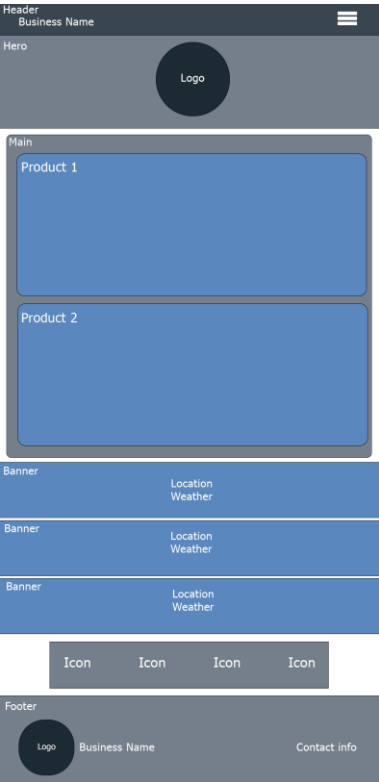 Header
Business Name
Hero
Logo
Main
Product 1
Product 2
Banner
Location
Weather
Banner
Location
Weather
Banner
Location
Weather
Icon Icon Icon Icon
Footer
Logo Business Name Contact info